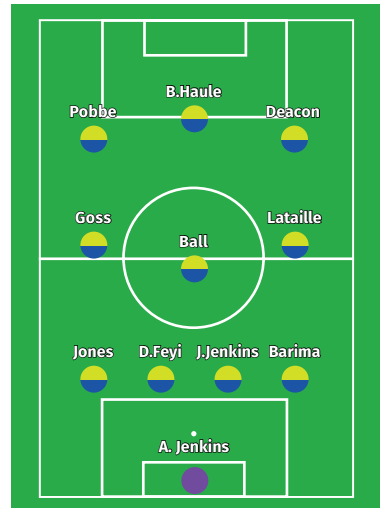 B.Haule
Pobbe Deacon
Goss Lataille
Ball
Jones D.Feyi J.Jenkins Barima
A. Jenkins